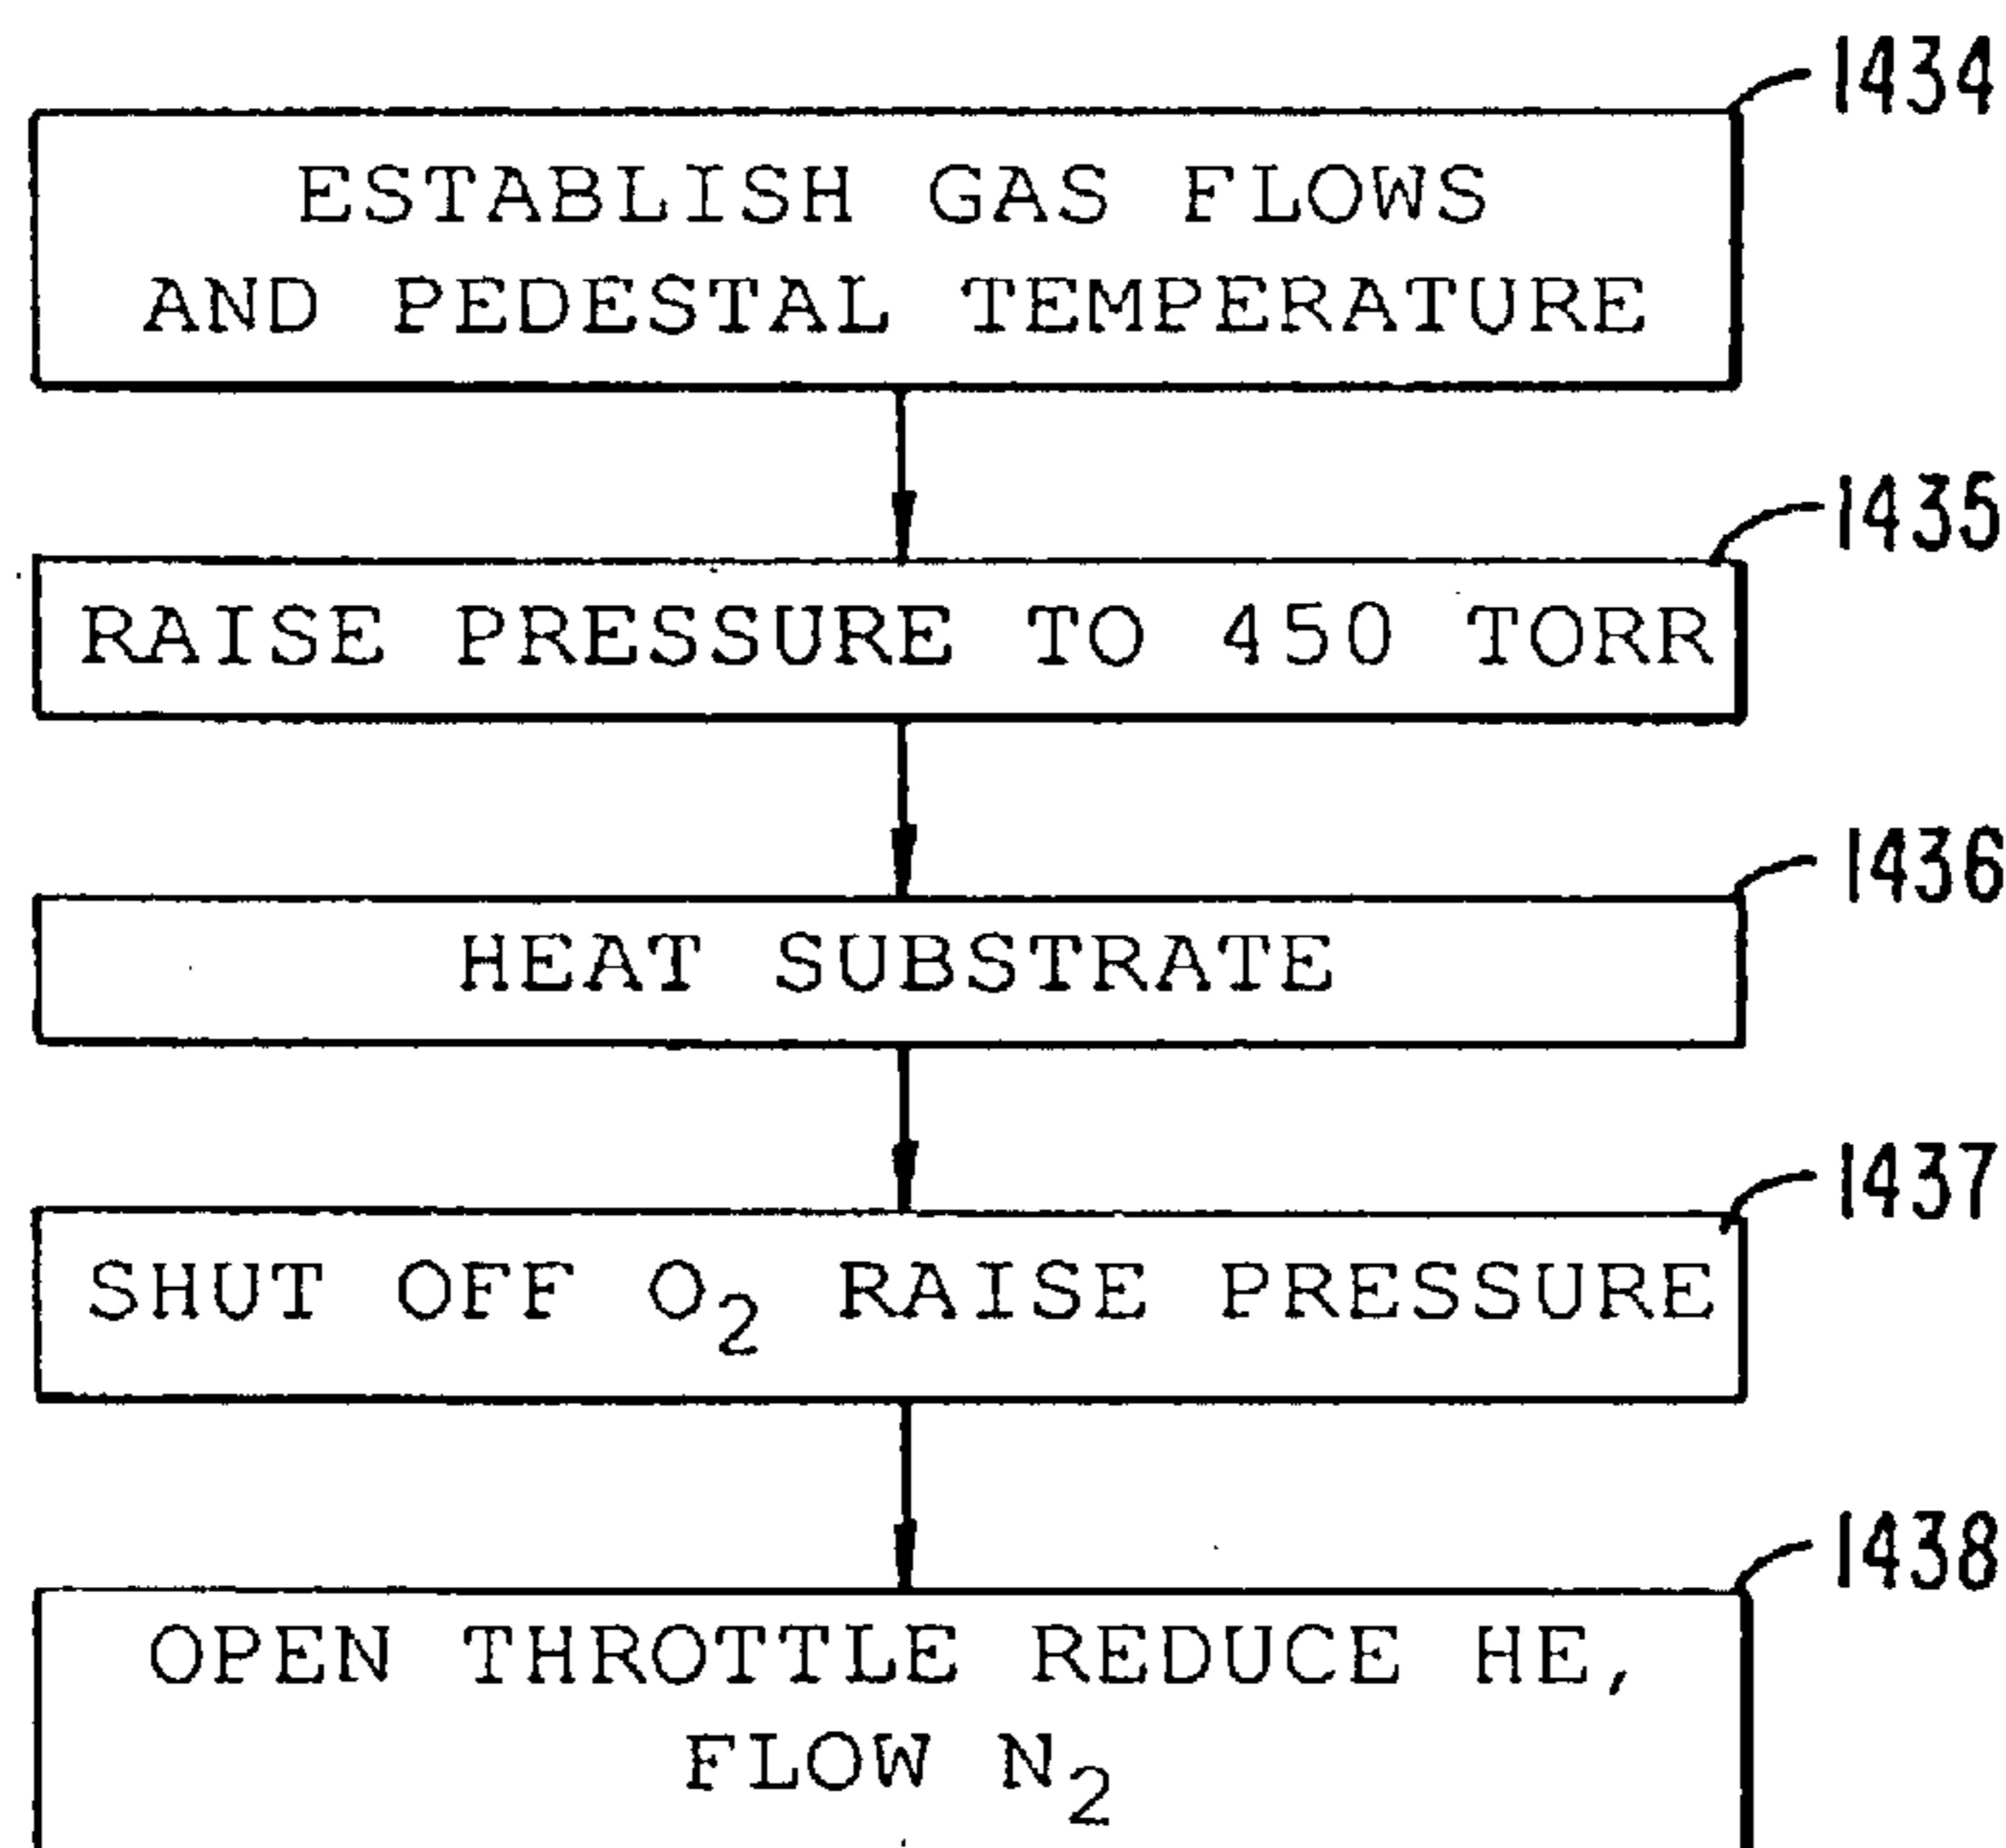 1434
ESTABLISH GAS FLOWS
AND PEDESTAL TEMPERATURE
1435
RAISE PRESSURE TO 450 TORR
1436
HEAT SUBSTRATE
1437
SHUT OFF O₂ RAISE PRESSURE
1438
OPEN THROTTLE REDUCE HE,
FLOW N₂